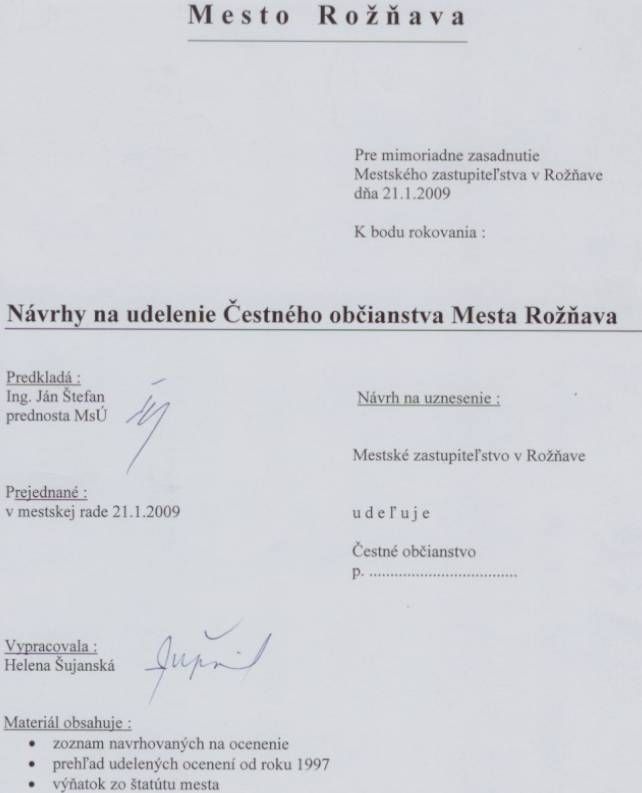 Mesto Rožňava
Pre mimoriadne zasadnutie
Mestského zastupiteľstva v Rožňave
dňa 21.1.2009
K bodu rokovania :
Návrhy na udelenie Čestného občianstva Mesta Rožňava
Predkladá :
Ing. Ján Štefan
prednosta MsÚ
Návrh na uznesenie :
Mestské zastupiteľstvo v Rožňave
Prejednané :
v mestskej rade 21.1.2009
u d e ľ u j e
Čestné občianstvo
p. ...................................
Vypracovala :
Helena Šujanská
Materiál obsahuje :
• zoznam navrhovaných na ocenenie
• prehľad udelených ocenení od roku 1997
• výňatok zo štatútu mesta